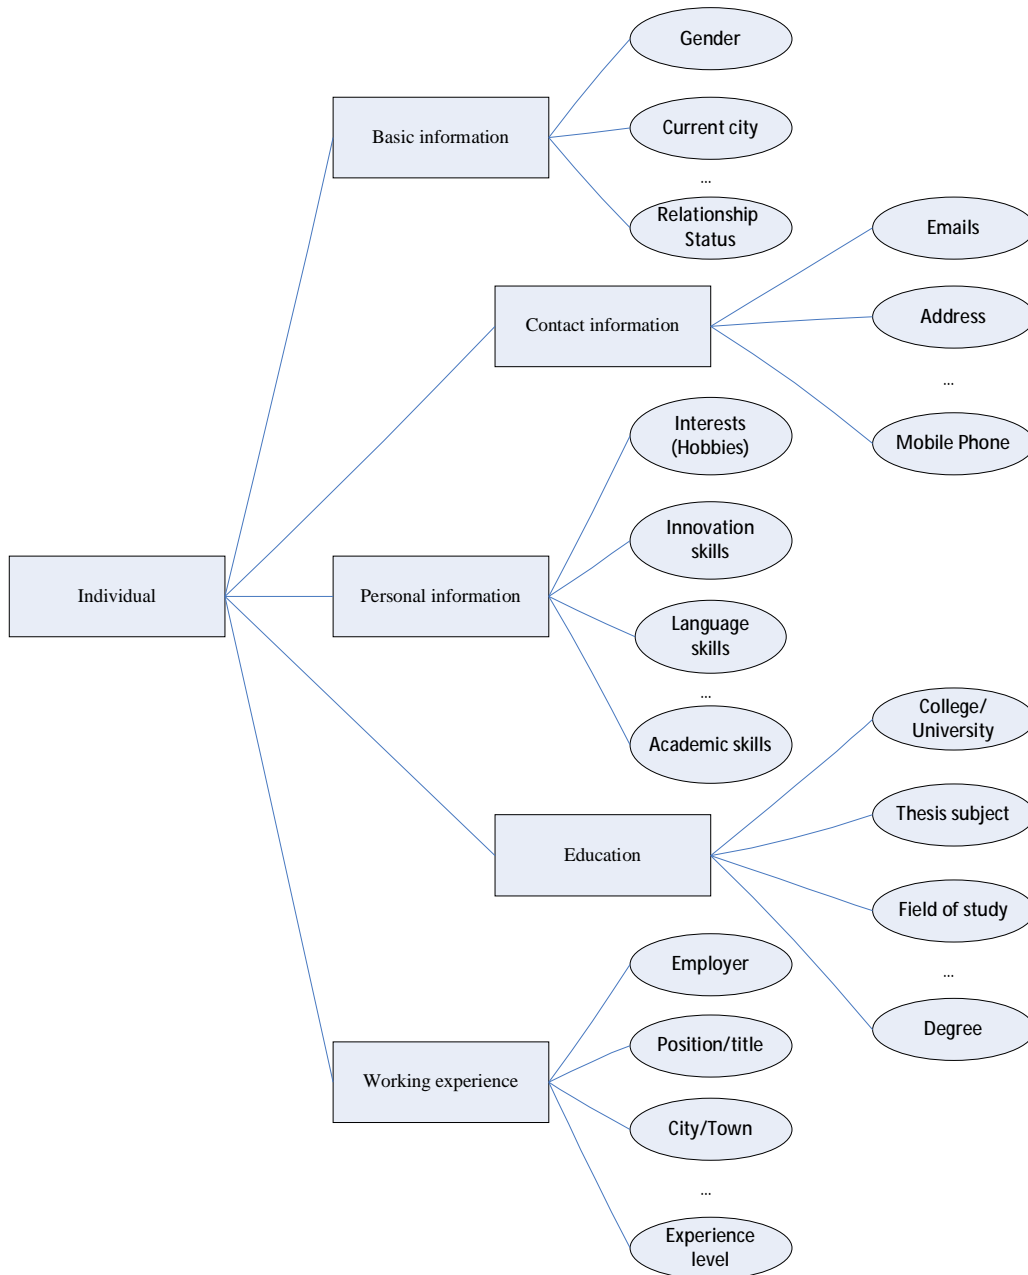 Gender
Basic information
Current city
...
Relationship
Status
Emails
Contact information
Address
...
Mobile Phone
Interests
(Hobbies)
Innovation
skills
Individual
Personal information
Language
skills
...
Academic skills
College/
University
Thesis subject
Education
Field of study
...
Degree
Employer
Position/title
Working experience
City/Town
...
Experience
level